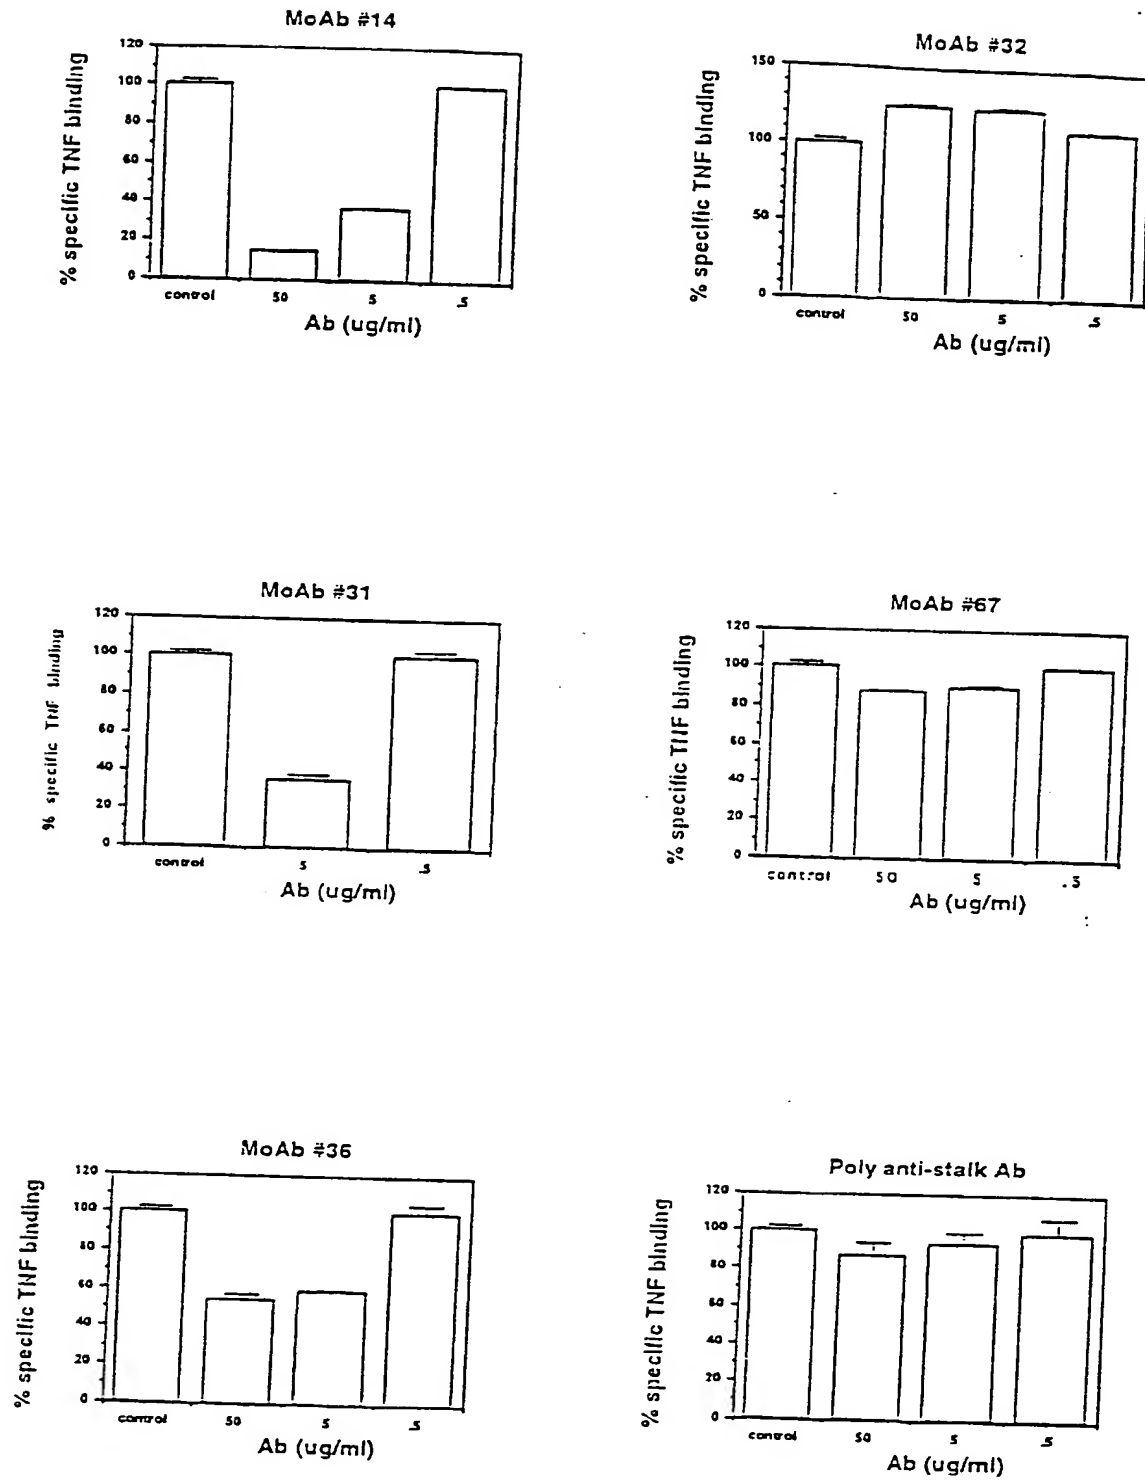 MoAb #14
% specific TNF binding
120
100
80
60
40
20
0
control 50 5 .5
Ab (ug/ml)
MoAb #32
% specific TNF binding
150
100
50
0
control 50 5 .5
Ab (ug/ml)
MoAb #31
% specific TNF binding
120
100
80
60
40
20
0
control 5 .5
Ab (ug/ml)
MoAb #67
% specific TNF binding
120
100
80
60
40
20
0
control 50 5 .5
Ab (ug/ml)
MoAb #36
% specific TNF binding
120
100
80
60
40
20
0
control 50 5 .5
Ab (ug/ml)
Poly anti-stalk Ab
% specific TNF binding
120
100
80
60
40
20
0
control 50 5 .5
Ab (ug/ml)